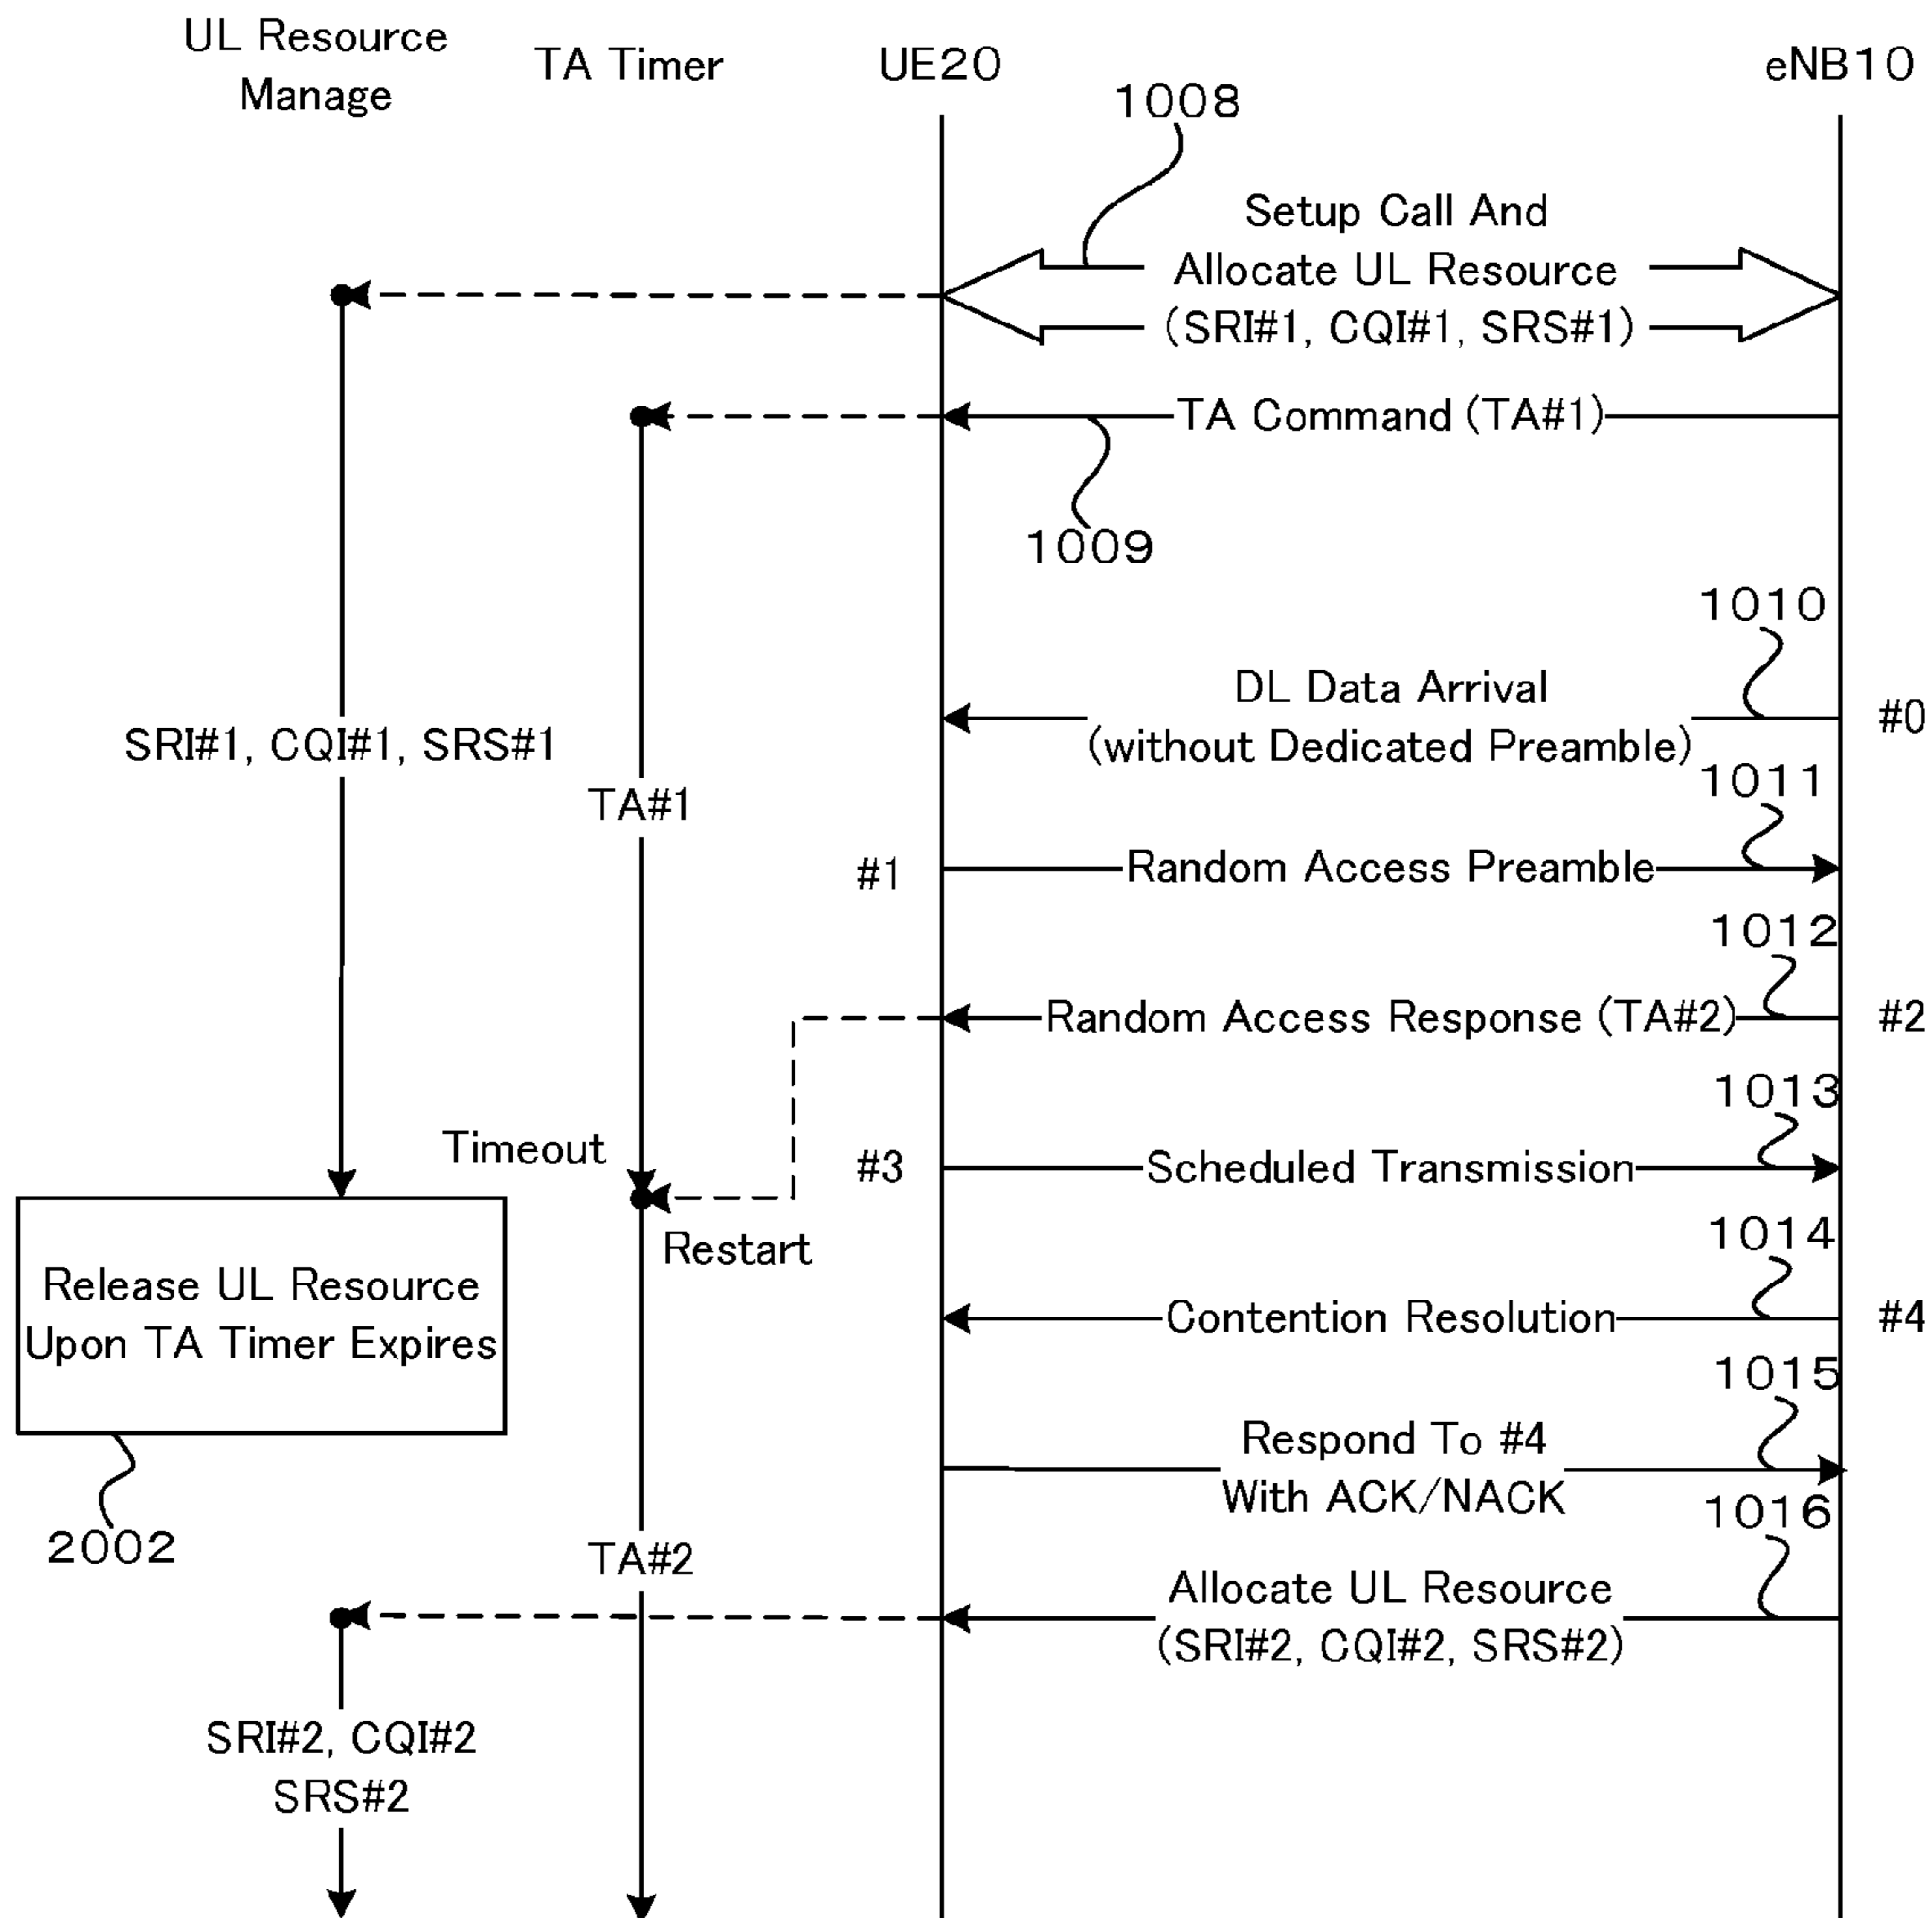 UL Resource
Manage
TA Timer
UE20
eNB10
1008
Setup Call And
Allocate UL Resource
(SRI#1, CQI#1, SRS#1)
TA Command (TA#1)
1009
1010
DL Data Arrival
(without Dedicated Preamble)
#0
SRI#1, CQI#1, SRS#1
TA#1
1011
#1
Random Access Preamble
1012
Random Access Response (TA#2)
#2
1013
Timeout
#3
Scheduled Transmission
Restart
1014
Release UL Resource
Upon TA Timer Expires
Contention Resolution
#4
1015
Respond To #4
With ACK/NACK
2002
1016
TA#2
Allocate UL Resource
(SRI#2, CQI#2, SRS#2)
SRI#2, CQI#2
SRS#2